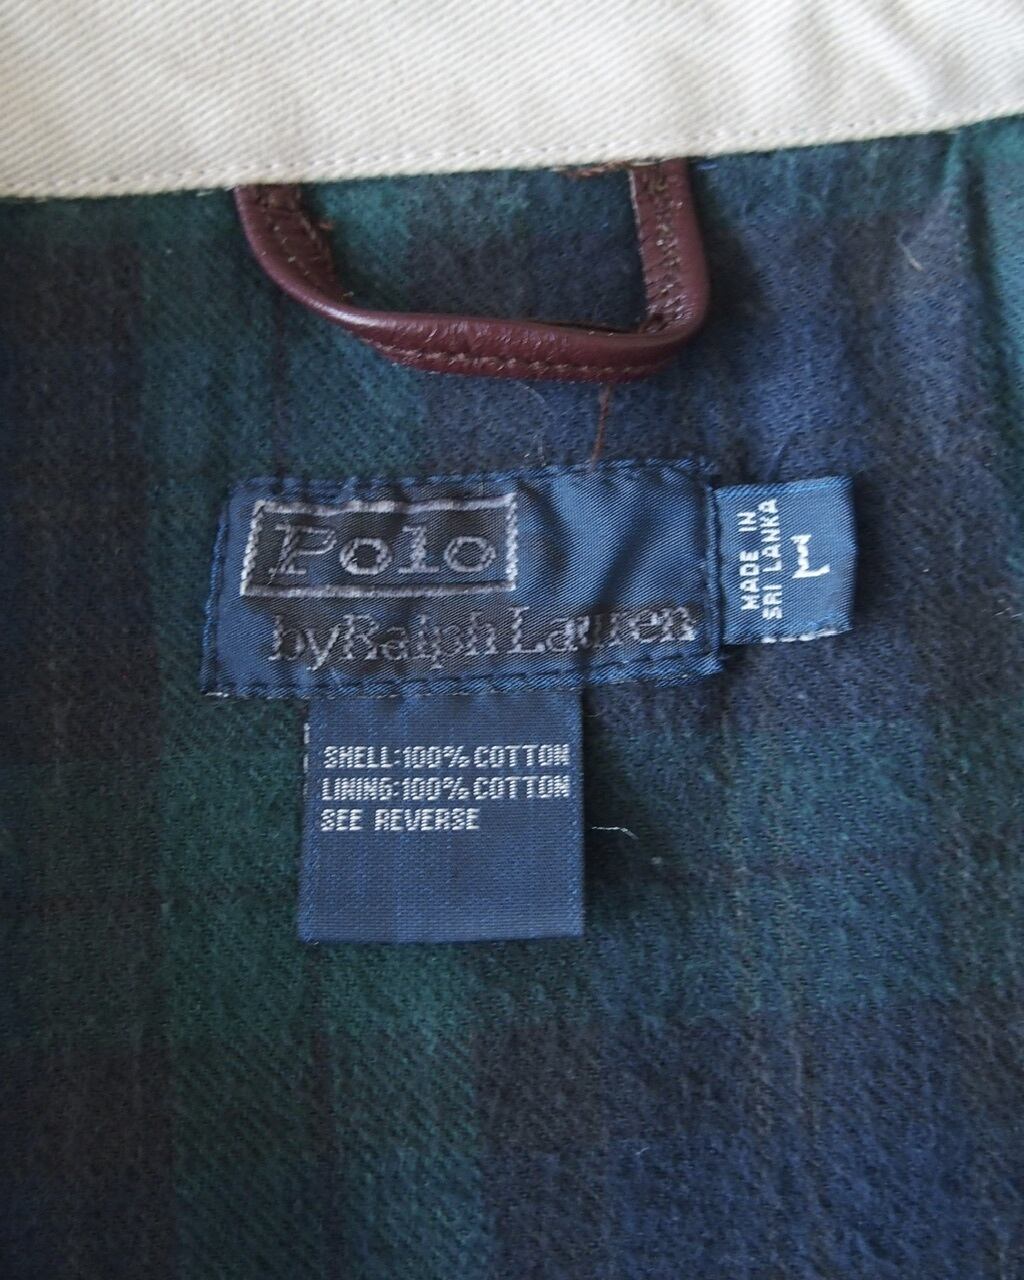 Polo
by Ralph Lauren
MADE IN
SRI LANKA
L
SHELL:100% COTTON
LINING:100% COTTON
SEE REVERSE